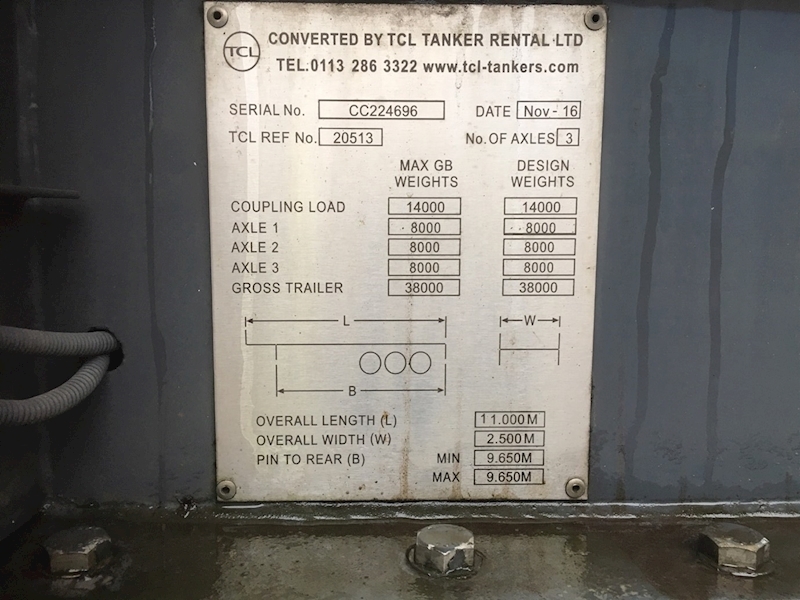 TCL CONVERTED BY TCL TANKER RENTAL LTD
TEL.0113 286 3322 www.tcl-tankers.com
SERIAL No. CC224696 DATE Nov - 16
TCL REF No. 20513 No. OF AXLES 3
MAX GB WEIGHTS DESIGN WEIGHTS
COUPLING LOAD 14000 14000
AXLE 1 8000 8000
AXLE 2 8000 8000
AXLE 3 8000 8000
GROSS TRAILER 38000 38000
L W
B
OVERALL LENGTH (L) 11.000M
OVERALL WIDTH (W) 2.500M
PIN TO REAR (B) MIN 9.650M
MAX 9.650M